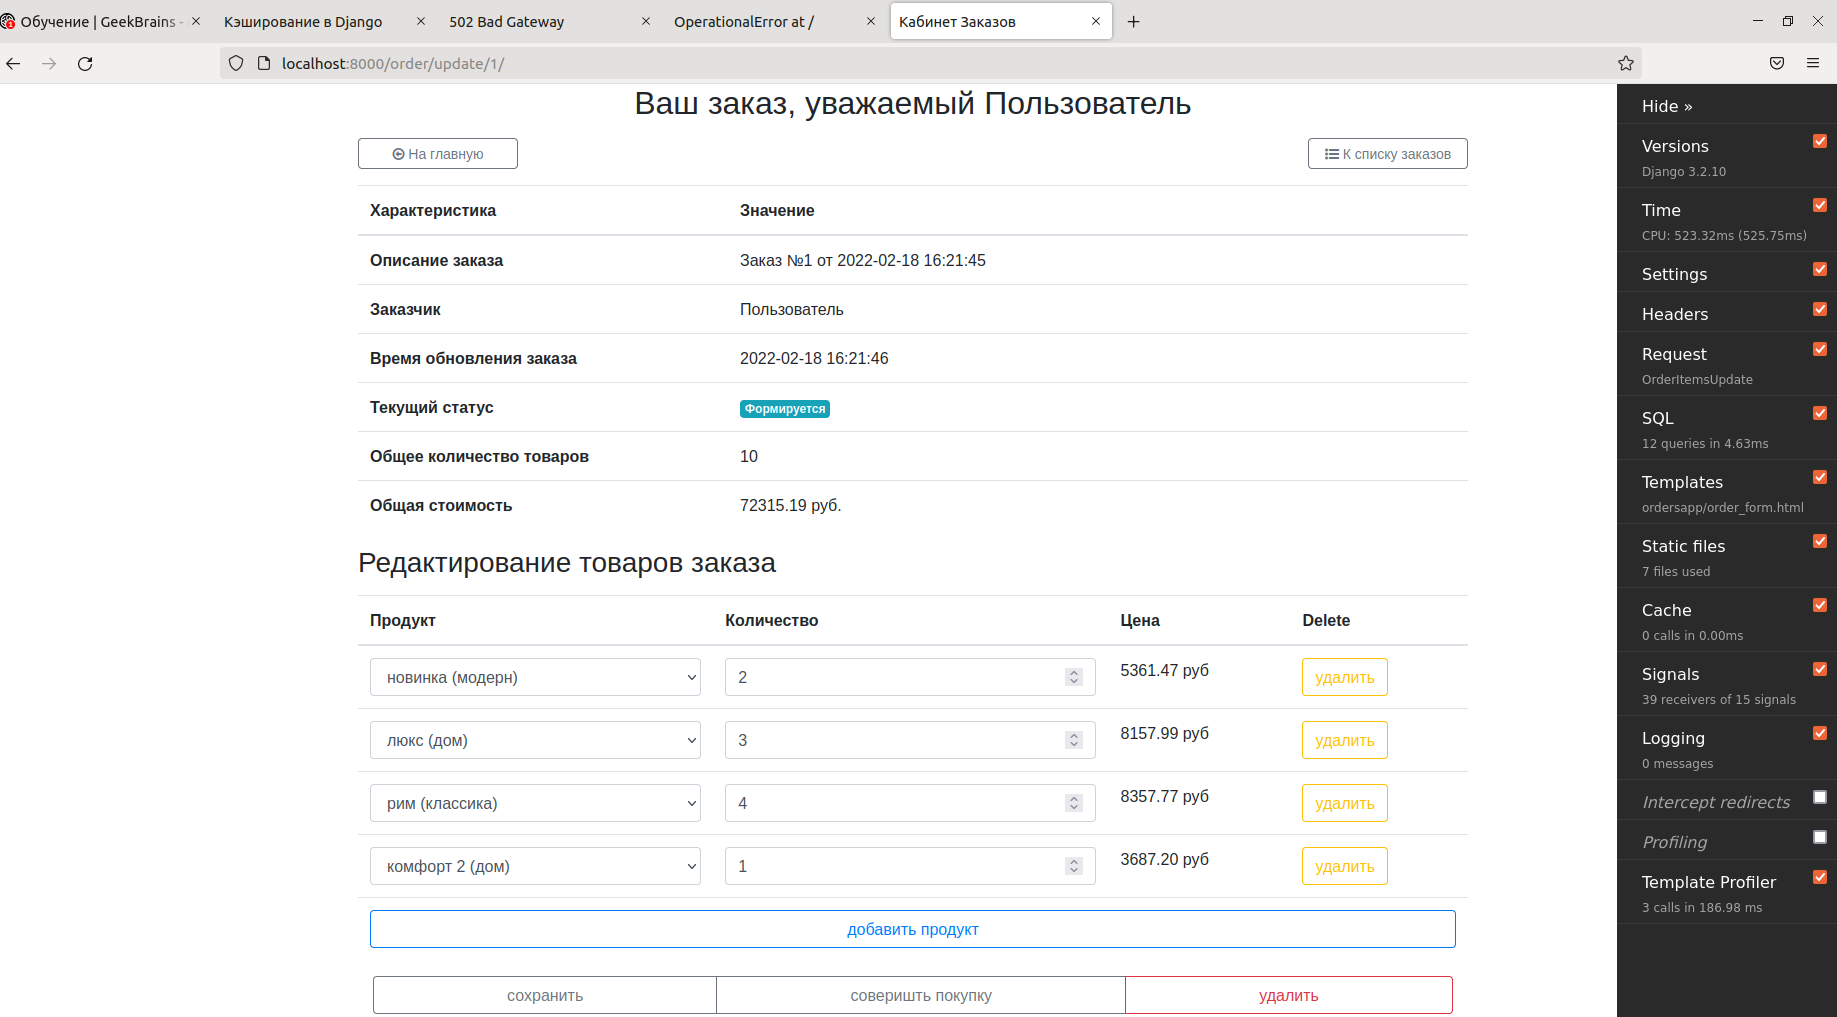 Обучение | GeekBrains -
Кэширование в Django
502 Bad Gateway
OperationalError at /
Кабинет Заказов
localhost:8000/order/update/1/
Ваш заказ, уважаемый Пользователь
На главную
К списку заказов
Характеристика Значение
Описание заказа Заказ №1 от 2022-02-18 16:21:45
Заказчик Пользователь
Время обновления заказа 2022-02-18 16:21:46
Текущий статус Формируется
Общее количество товаров 10
Общая стоимость 72315.19 руб.
Редактирование товаров заказа
Продукт Количество Цена Delete
новинка (модерн) 2 5361.47 руб удалить
люкс (дом) 3 8157.99 руб удалить
рим (классика) 4 8357.77 руб удалить
комфорт 2 (дом) 1 3687.20 руб удалить
добавить продукт
сохранить
соверишть покупку
удалить
Hide »
Versions
Django 3.2.10
Time
CPU: 523.32ms (525.75ms)
Settings
Headers
Request
OrderItemsUpdate
SQL
12 queries in 4.63ms
Templates
ordersapp/order_form.html
Static files
7 files used
Cache
0 calls in 0.00ms
Signals
39 receivers of 15 signals
Logging
0 messages
Intercept redirects
Profiling
Template Profiler
3 calls in 186.98 ms